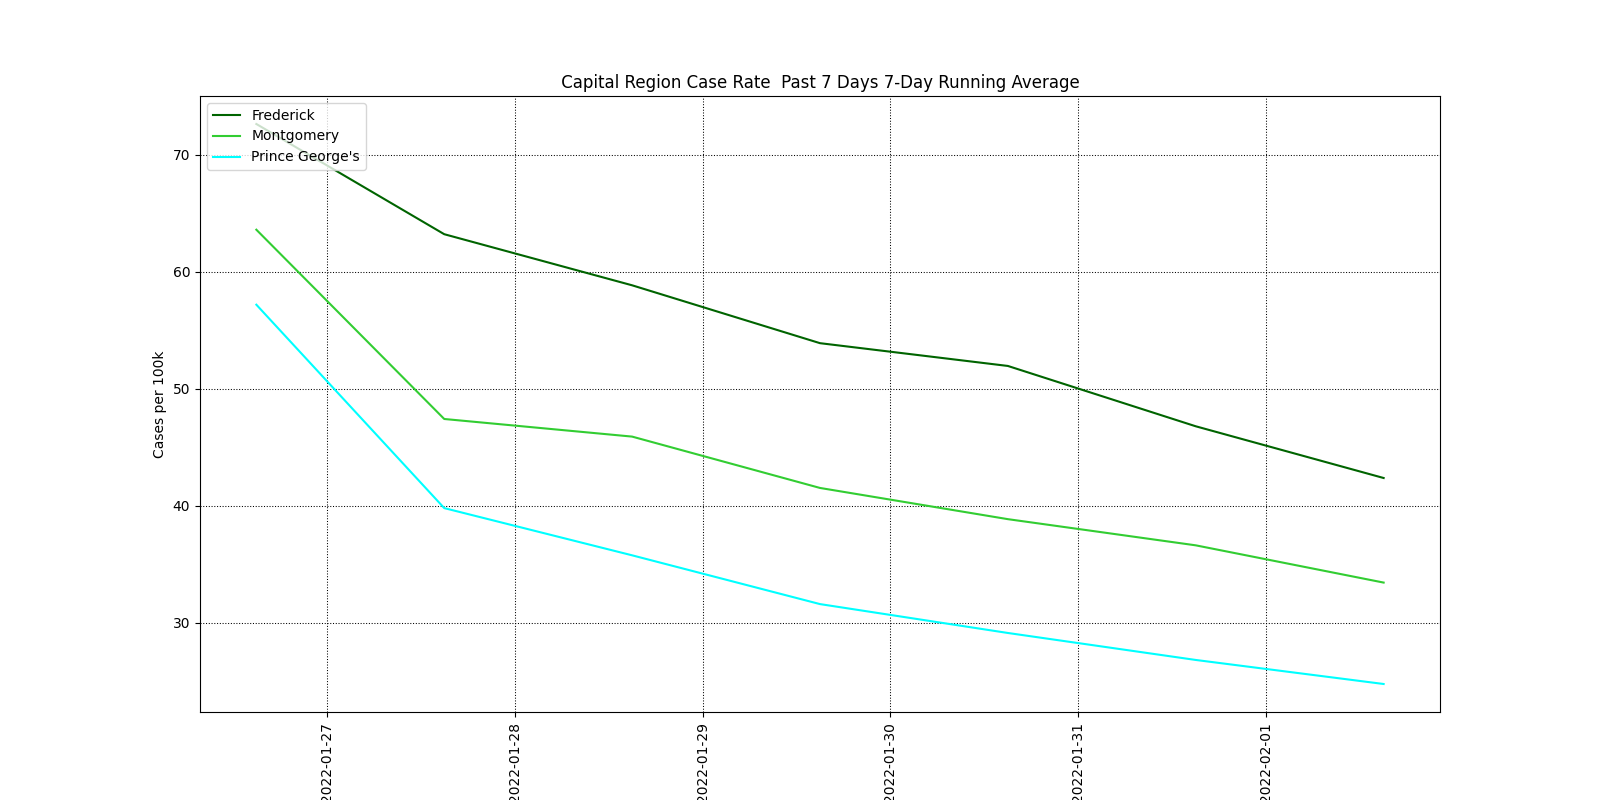 Capital Region Case Rate  Past 7 Days 7-Day Running Average
Frederick
Montgomery
Prince George's
Cases per 100k
70
60
50
40
30
2022-01-27
2022-01-28
2022-01-29
2022-01-30
2022-01-31
2022-02-01